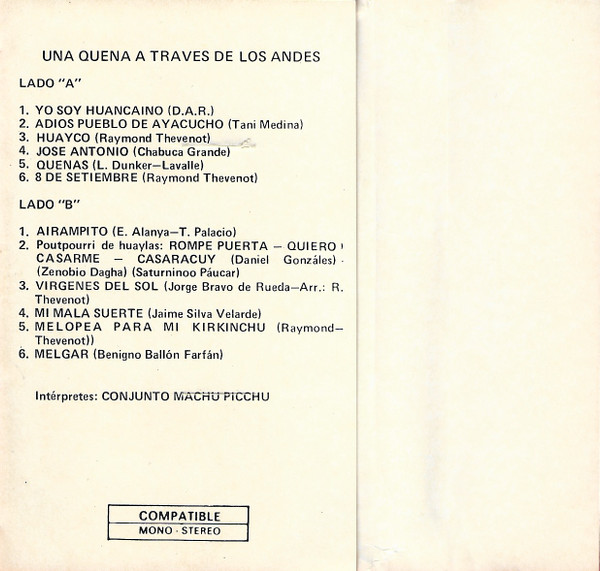 UNA QUENA A TRAVES DE LOS ANDES
LADO "A"
1. YO SOY HUANCAINO (D.A.R.)
2. ADIOS PUEBLO DE AYACUCHO (Tani Medina)
3. HUAYCO (Raymond Thevenot)
4. JOSE ANTONIO (Chabuca Grande)
5. QUENAS (L. Dunker—Lavalle)
6. 8 DE SETIEMBRE (Raymond Thevenot)
LADO "B"
1. AIRAMPITO (E. Alanya—T. Palacio)
2. Poutpourri de huaylas: ROMPE PUERTA — QUIERO
CASARME — CASARACUY (Daniel Gonzáles)
(Zenobio Dagha) (Saturninoo Páucar)
3. VIRGENES DEL SOL (Jorge Bravo de Rueda—Arr.: R.
Thevenot)
4. MI MALA SUERTE (Jaime Silva Velarde)
5. MELOPEA PARA MI KIRKINCHU (Raymond—
Thevenot))
6. MELGAR (Benigno Ballón Farfán)
Intérpretes: CONJUNTO MACHU PICCHU
COMPATIBLE
MONO · STEREO